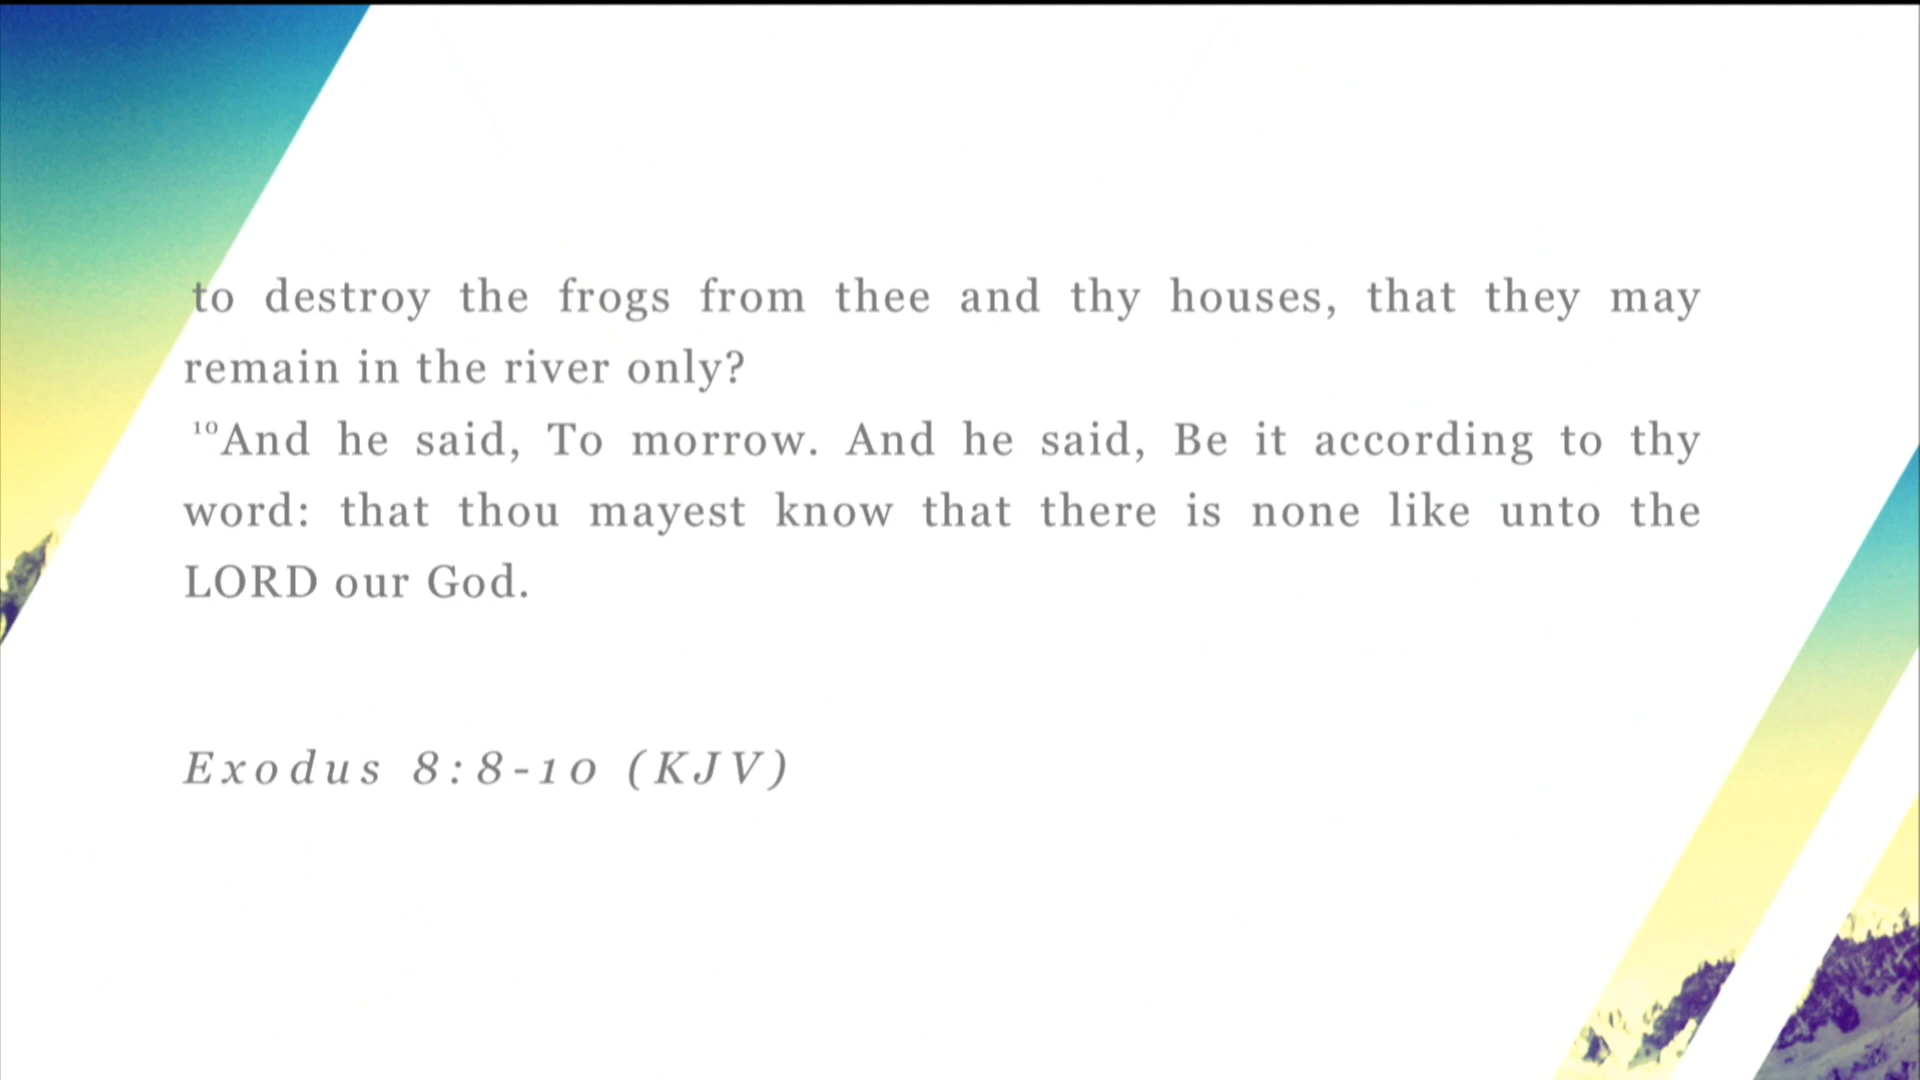 to destroy the frogs from thee and thy houses, that they may
remain in the river only?
¹⁰And he said, To morrow. And he said, Be it according to thy
word: that thou mayest know that there is none like unto the
LORD our God.
Exodus 8:8-10 (KJV)